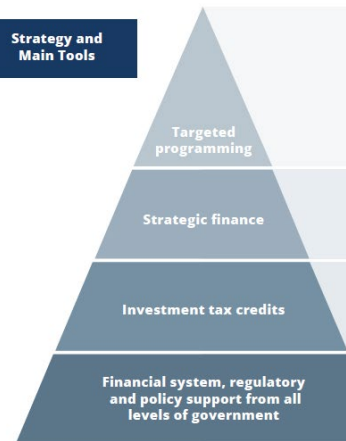 Strategy and
Main Tools
Targeted
programming
Strategic finance
Investment tax credits
Financial system, regulatory
and policy support from all
levels of government